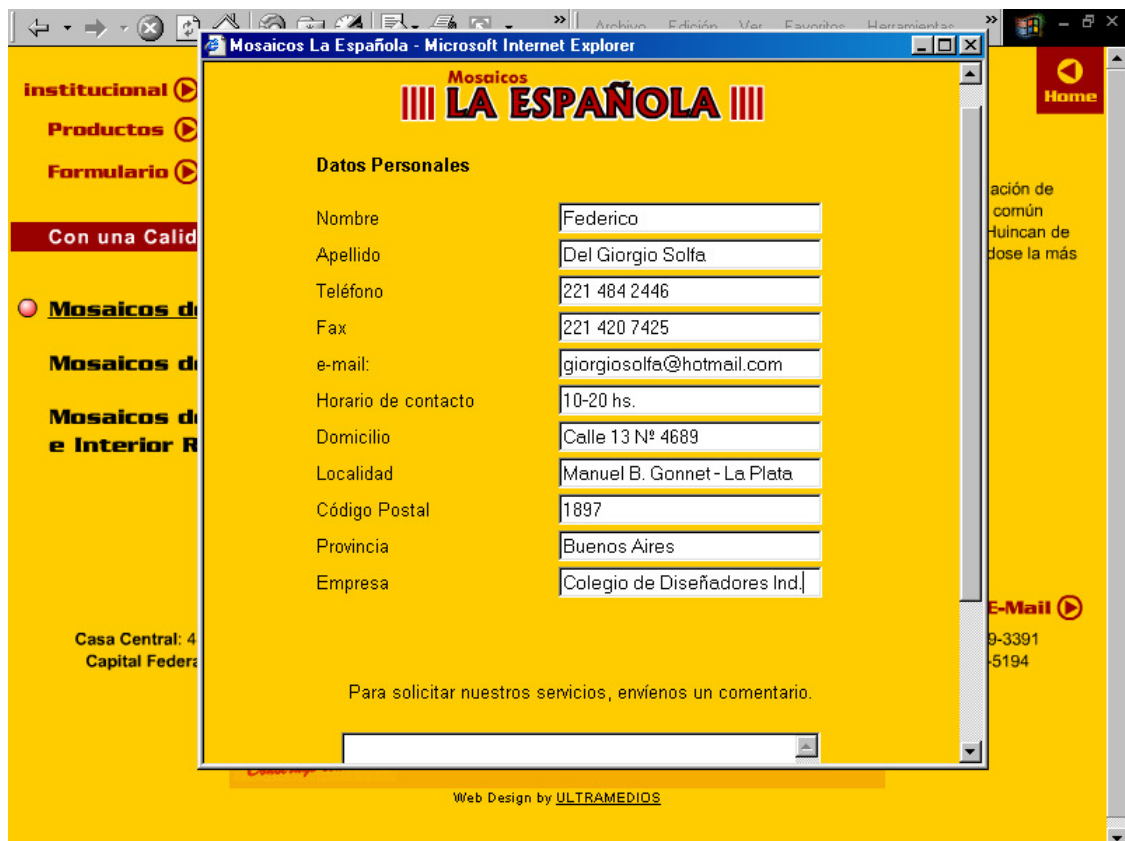 Archivo Edición Ver Favoritos Herramientas
Mosaicos La Española - Microsoft Internet Explorer
Mosaicos
LA ESPAÑOLA
Home
institucional
Productos
Formulario
Con una Calid
Mosaicos d
Mosaicos d
Mosaicos d
e Interior R
Datos Personales
Nombre Federico
Apellido Del Giorgio Solfa
Teléfono 221 484 2446
Fax 221 420 7425
e-mail: giorgiosolfa@hotmail.com
Horario de contacto 10-20 hs.
Domicilio Calle 13 Nº 4689
Localidad Manuel B. Gonnet - La Plata
Código Postal 1897
Provincia Buenos Aires
Empresa Colegio de Diseñadores Ind.
Para solicitar nuestros servicios, envíenos un comentario.
ación de
común
Huincan de
dose la más
E-Mail
Casa Central: 4
Capital Federa
9-3391
-5194
Web Design by ULTRAMEDIOS